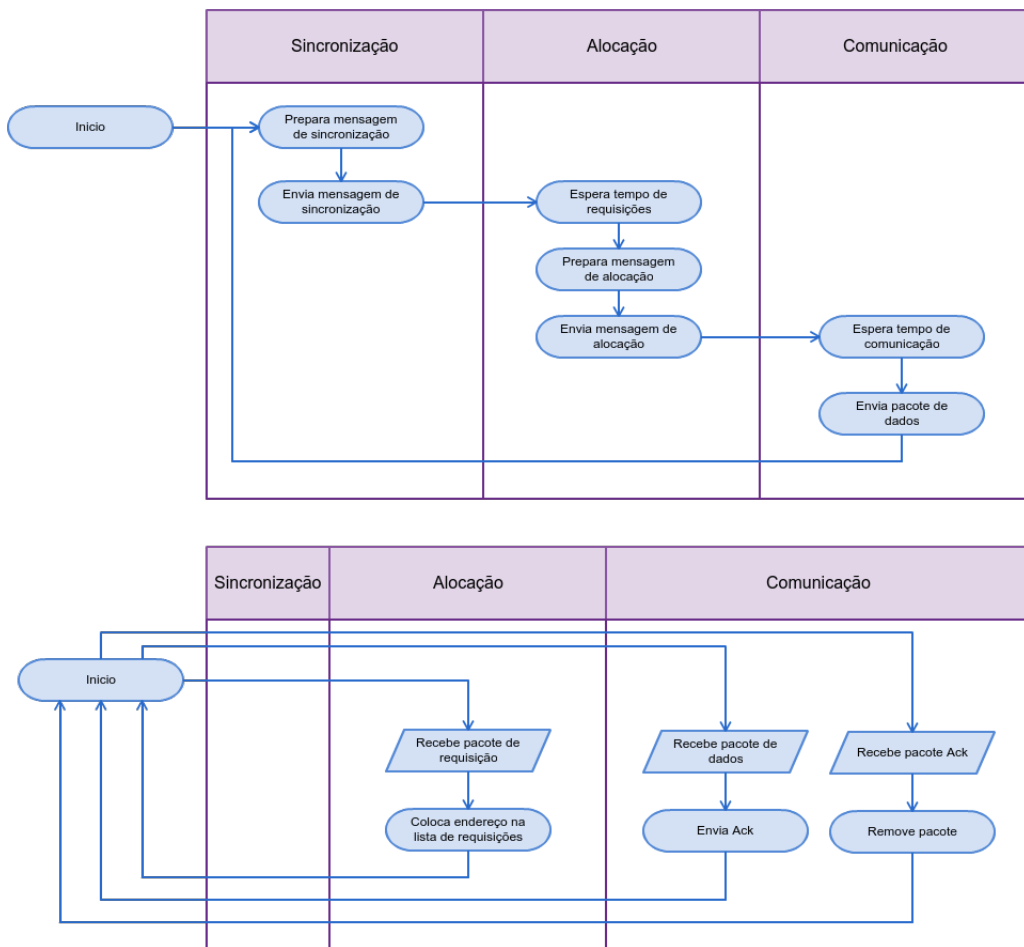 Sincronização
Alocação
Comunicação
Inicio
Prepara mensagem
de sincronização
Envia mensagem de
sincronização
Espera tempo de
requisições
Prepara mensagem
de alocação
Envia mensagem de
alocação
Espera tempo de
comunicação
Envia pacote de
dados
Sincronização
Alocação
Comunicação
Inicio
Recebe pacote de
requisição
Coloca endereço na
lista de requisições
Recebe pacote de
dados
Envia Ack
Recebe pacote Ack
Remove pacote